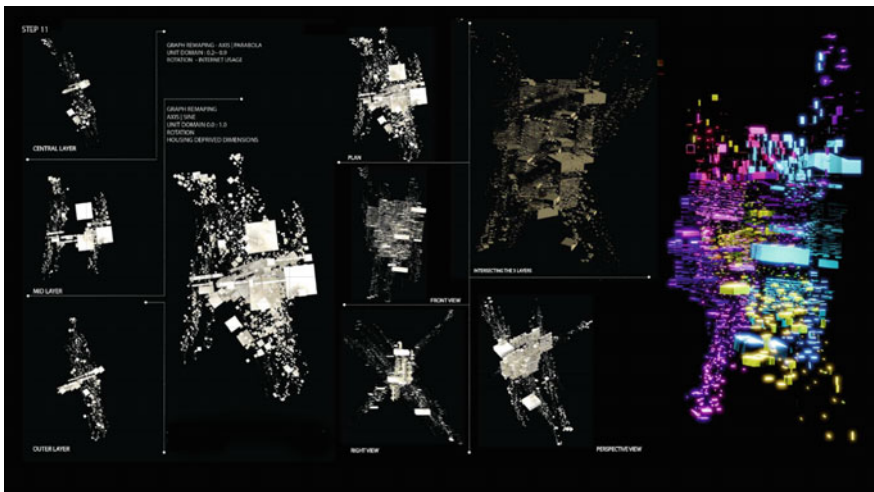 STEP 11
GRAPH REMAPING - AXIS | PARABOLA
UNIT DOMAIN : 0.2-- 0.9
ROTATION -- INTERNET USAGE
GRAPH REMAPING
AXIS | SINE
UNIT DOMAIN 0.0 : 1.0
ROTATION
HOUSING DEPRIVED DIMENSIONS
CENTRAL LAYER
PLAN
MID LAYER
FRONT VIEW
INTERSECTING THE 3 LAYERS
OUTER LAYER
RIGHT VIEW
PERSPECTIVE VIEW